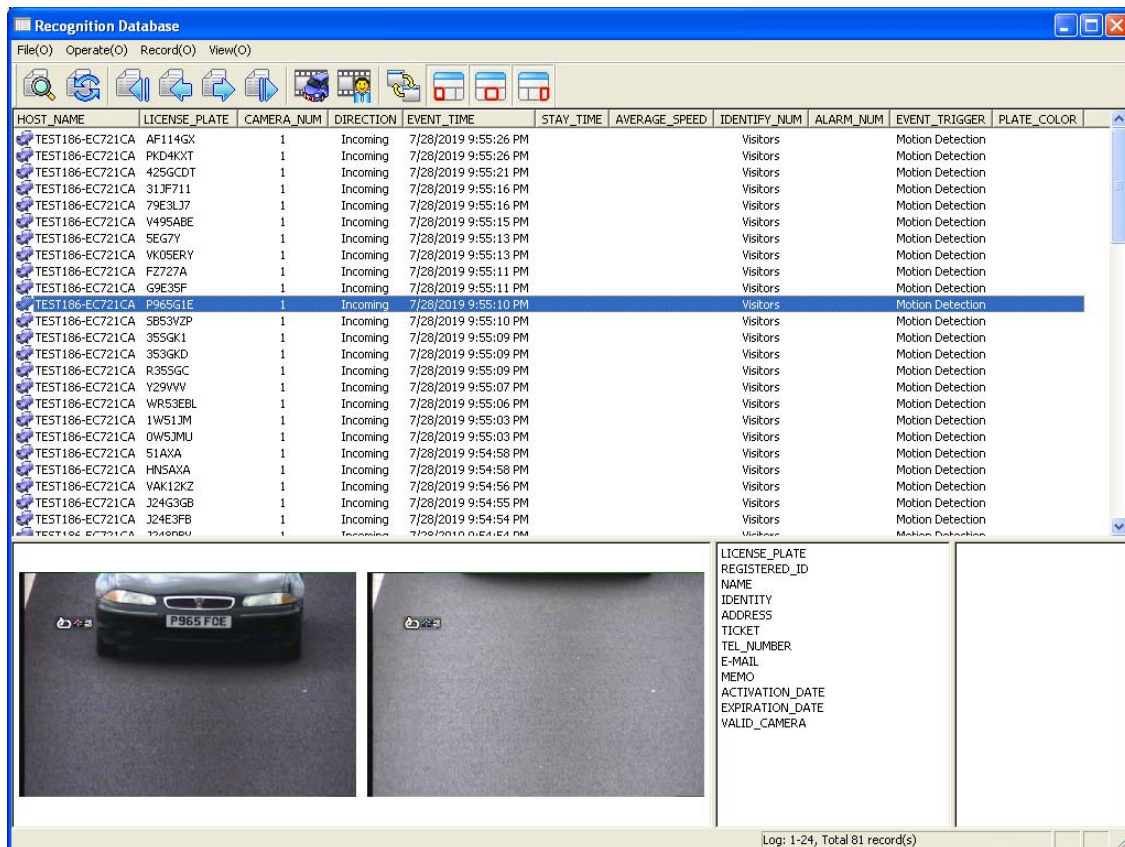 Recognition Database
File(O) Operate(O) Record(O) View(O)
HOST_NAME LICENSE_PLATE CAMERA_NUM DIRECTION EVENT_TIME STAY_TIME AVERAGE_SPEED IDENTIFY_NUM ALARM_NUM EVENT_TRIGGER PLATE_COLOR
TEST186-EC721CA AF114GX 1 Incoming 7/28/2019 9:55:26 PM Visitors Motion Detection
TEST186-EC721CA PKD4KXT 1 Incoming 7/28/2019 9:55:26 PM Visitors Motion Detection
TEST186-EC721CA 425GCDT 1 Incoming 7/28/2019 9:55:21 PM Visitors Motion Detection
TEST186-EC721CA 31JF711 1 Incoming 7/28/2019 9:55:16 PM Visitors Motion Detection
TEST186-EC721CA 79E3LJ7 1 Incoming 7/28/2019 9:55:16 PM Visitors Motion Detection
TEST186-EC721CA V495ABE 1 Incoming 7/28/2019 9:55:15 PM Visitors Motion Detection
TEST186-EC721CA 5EG7Y 1 Incoming 7/28/2019 9:55:13 PM Visitors Motion Detection
TEST186-EC721CA VK05ERY 1 Incoming 7/28/2019 9:55:13 PM Visitors Motion Detection
TEST186-EC721CA FZ727A 1 Incoming 7/28/2019 9:55:11 PM Visitors Motion Detection
TEST186-EC721CA G9E35F 1 Incoming 7/28/2019 9:55:11 PM Visitors Motion Detection
TEST186-EC721CA P965G1E 1 Incoming 7/28/2019 9:55:10 PM Visitors Motion Detection
TEST186-EC721CA SB53VZP 1 Incoming 7/28/2019 9:55:10 PM Visitors Motion Detection
TEST186-EC721CA 35SGK1 1 Incoming 7/28/2019 9:55:09 PM Visitors Motion Detection
TEST186-EC721CA 353GKD 1 Incoming 7/28/2019 9:55:09 PM Visitors Motion Detection
TEST186-EC721CA R35SGC 1 Incoming 7/28/2019 9:55:09 PM Visitors Motion Detection
TEST186-EC721CA Y29VVV 1 Incoming 7/28/2019 9:55:07 PM Visitors Motion Detection
TEST186-EC721CA WR53EBL 1 Incoming 7/28/2019 9:55:06 PM Visitors Motion Detection
TEST186-EC721CA 1W51JM 1 Incoming 7/28/2019 9:55:03 PM Visitors Motion Detection
TEST186-EC721CA 0W5JMU 1 Incoming 7/28/2019 9:55:03 PM Visitors Motion Detection
TEST186-EC721CA 51AXA 1 Incoming 7/28/2019 9:54:58 PM Visitors Motion Detection
TEST186-EC721CA HNSAXA 1 Incoming 7/28/2019 9:54:58 PM Visitors Motion Detection
TEST186-EC721CA VAK12KZ 1 Incoming 7/28/2019 9:54:56 PM Visitors Motion Detection
TEST186-EC721CA J24G3GB 1 Incoming 7/28/2019 9:54:55 PM Visitors Motion Detection
TEST186-EC721CA J24E3FB 1 Incoming 7/28/2019 9:54:54 PM Visitors Motion Detection
P965 FCE
LICENSE_PLATE
REGISTERED_ID
NAME
IDENTITY
ADDRESS
TICKET
TEL_NUMBER
E-MAIL
MEMO
ACTIVATION_DATE
EXPIRATION_DATE
VALID_CAMERA
Log: 1-24, Total 81 record(s)